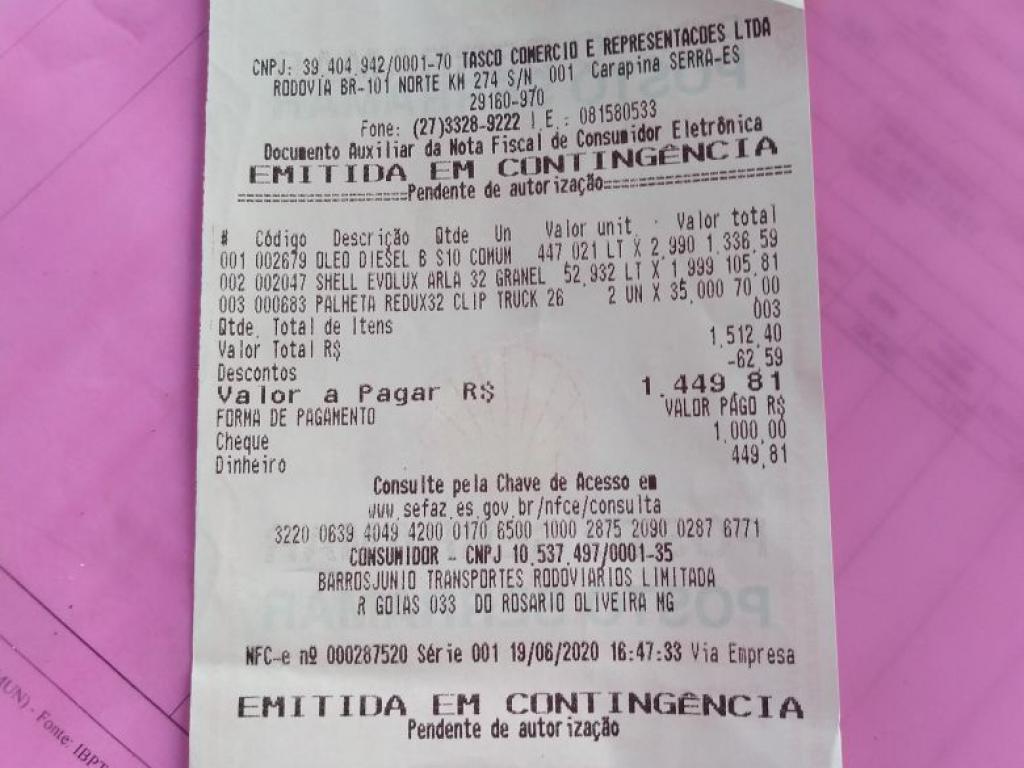 CNPJ: 39.404.942/0001-70 TASCO COMERCIO E REPRESENTACOES LTDA
RODOVIA BR-101 NORTE KM 274 S/N, 001 Carapina SERRA-ES
29160-970
Fone: (27)3328-9222 I.E.: 081580533
Documento Auxiliar da Nota Fiscal de Consumidor Eletrônica
EMITIDA EM CONTINGÊNCIA
Pendente de autorização
# Código Descrição Qtde Un Valor unit. Valor total
001 002679 OLEO DIESEL B S10 COMUM 447,021 LT X 2,990 1.336,59
002 002047 SHELL EVOLUX ARLA 32 GRANEL 52,932 LT X 1,999 105,81
003 000683 PALHETA REDUX32 CLIP TRUCK 26 2 UN X 35,000 70,00
Qtde. Total de Itens 003
Valor Total R$ 1.512,40
Descontos -62,59
Valor a Pagar R$ 1.449,81
FORMA DE PAGAMENTO VALOR PAGO R$
Cheque 1.000,00
Dinheiro 449,81
Consulte pela Chave de Acesso em
www.sefaz.es.gov.br/nfce/consulta
3220 0639 4049 4200 0170 6500 1000 2875 2090 0287 6771
CONSUMIDOR - CNPJ 10.537.497/0001-35
BARROSJUNIO TRANSPORTES RODOVIARIOS LIMITADA
R GOIAS 033 DO ROSARIO OLIVEIRA MG
NFC-e nº 000287520 Série 001 19/06/2020 16:47:33 Via Empresa
EMITIDA EM CONTINGÊNCIA
Pendente de autorização
- Fonte: IBPT